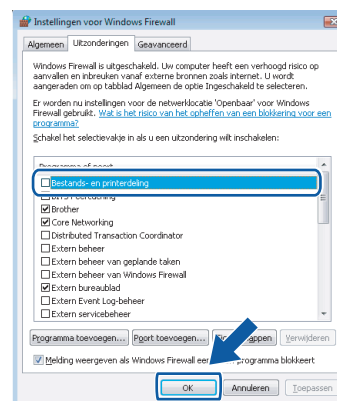 Instellingen voor Windows Firewall
Algemeen Uitzonderingen Geavanceerd
Windows Firewall is uitgeschakeld. Uw computer heeft een verhoogd risico op
aanvallen en inbreuken vanaf externe bronnen zoals internet. U wordt
aangeraden om op tabblad Algemeen de optie Ingeschakeld te selecteren.
Er worden nu instellingen voor de netwerklocatie 'Openbaar' voor Windows
Firewall gebruikt. Wat is het risico van het opheffen van een blokkering voor een
programma?
Schakel het selectievakje in als u een uitzondering wilt inschakelen:
Programma of poort
Bestands- en printerdeling
BITS Peercaching
Brother
Core Networking
Distributed Transaction Coordinator
Extern beheer
Extern beheer van geplande taken
Extern beheer van Windows Firewall
Extern bureaublad
Extern Event Log-beheer
Extern servicebeheer
Programma toevoegen... Poort toevoegen... Verwijderen
Melding weergeven als Windows Firewall programma blokkeert
OK Annuleren Toepassen